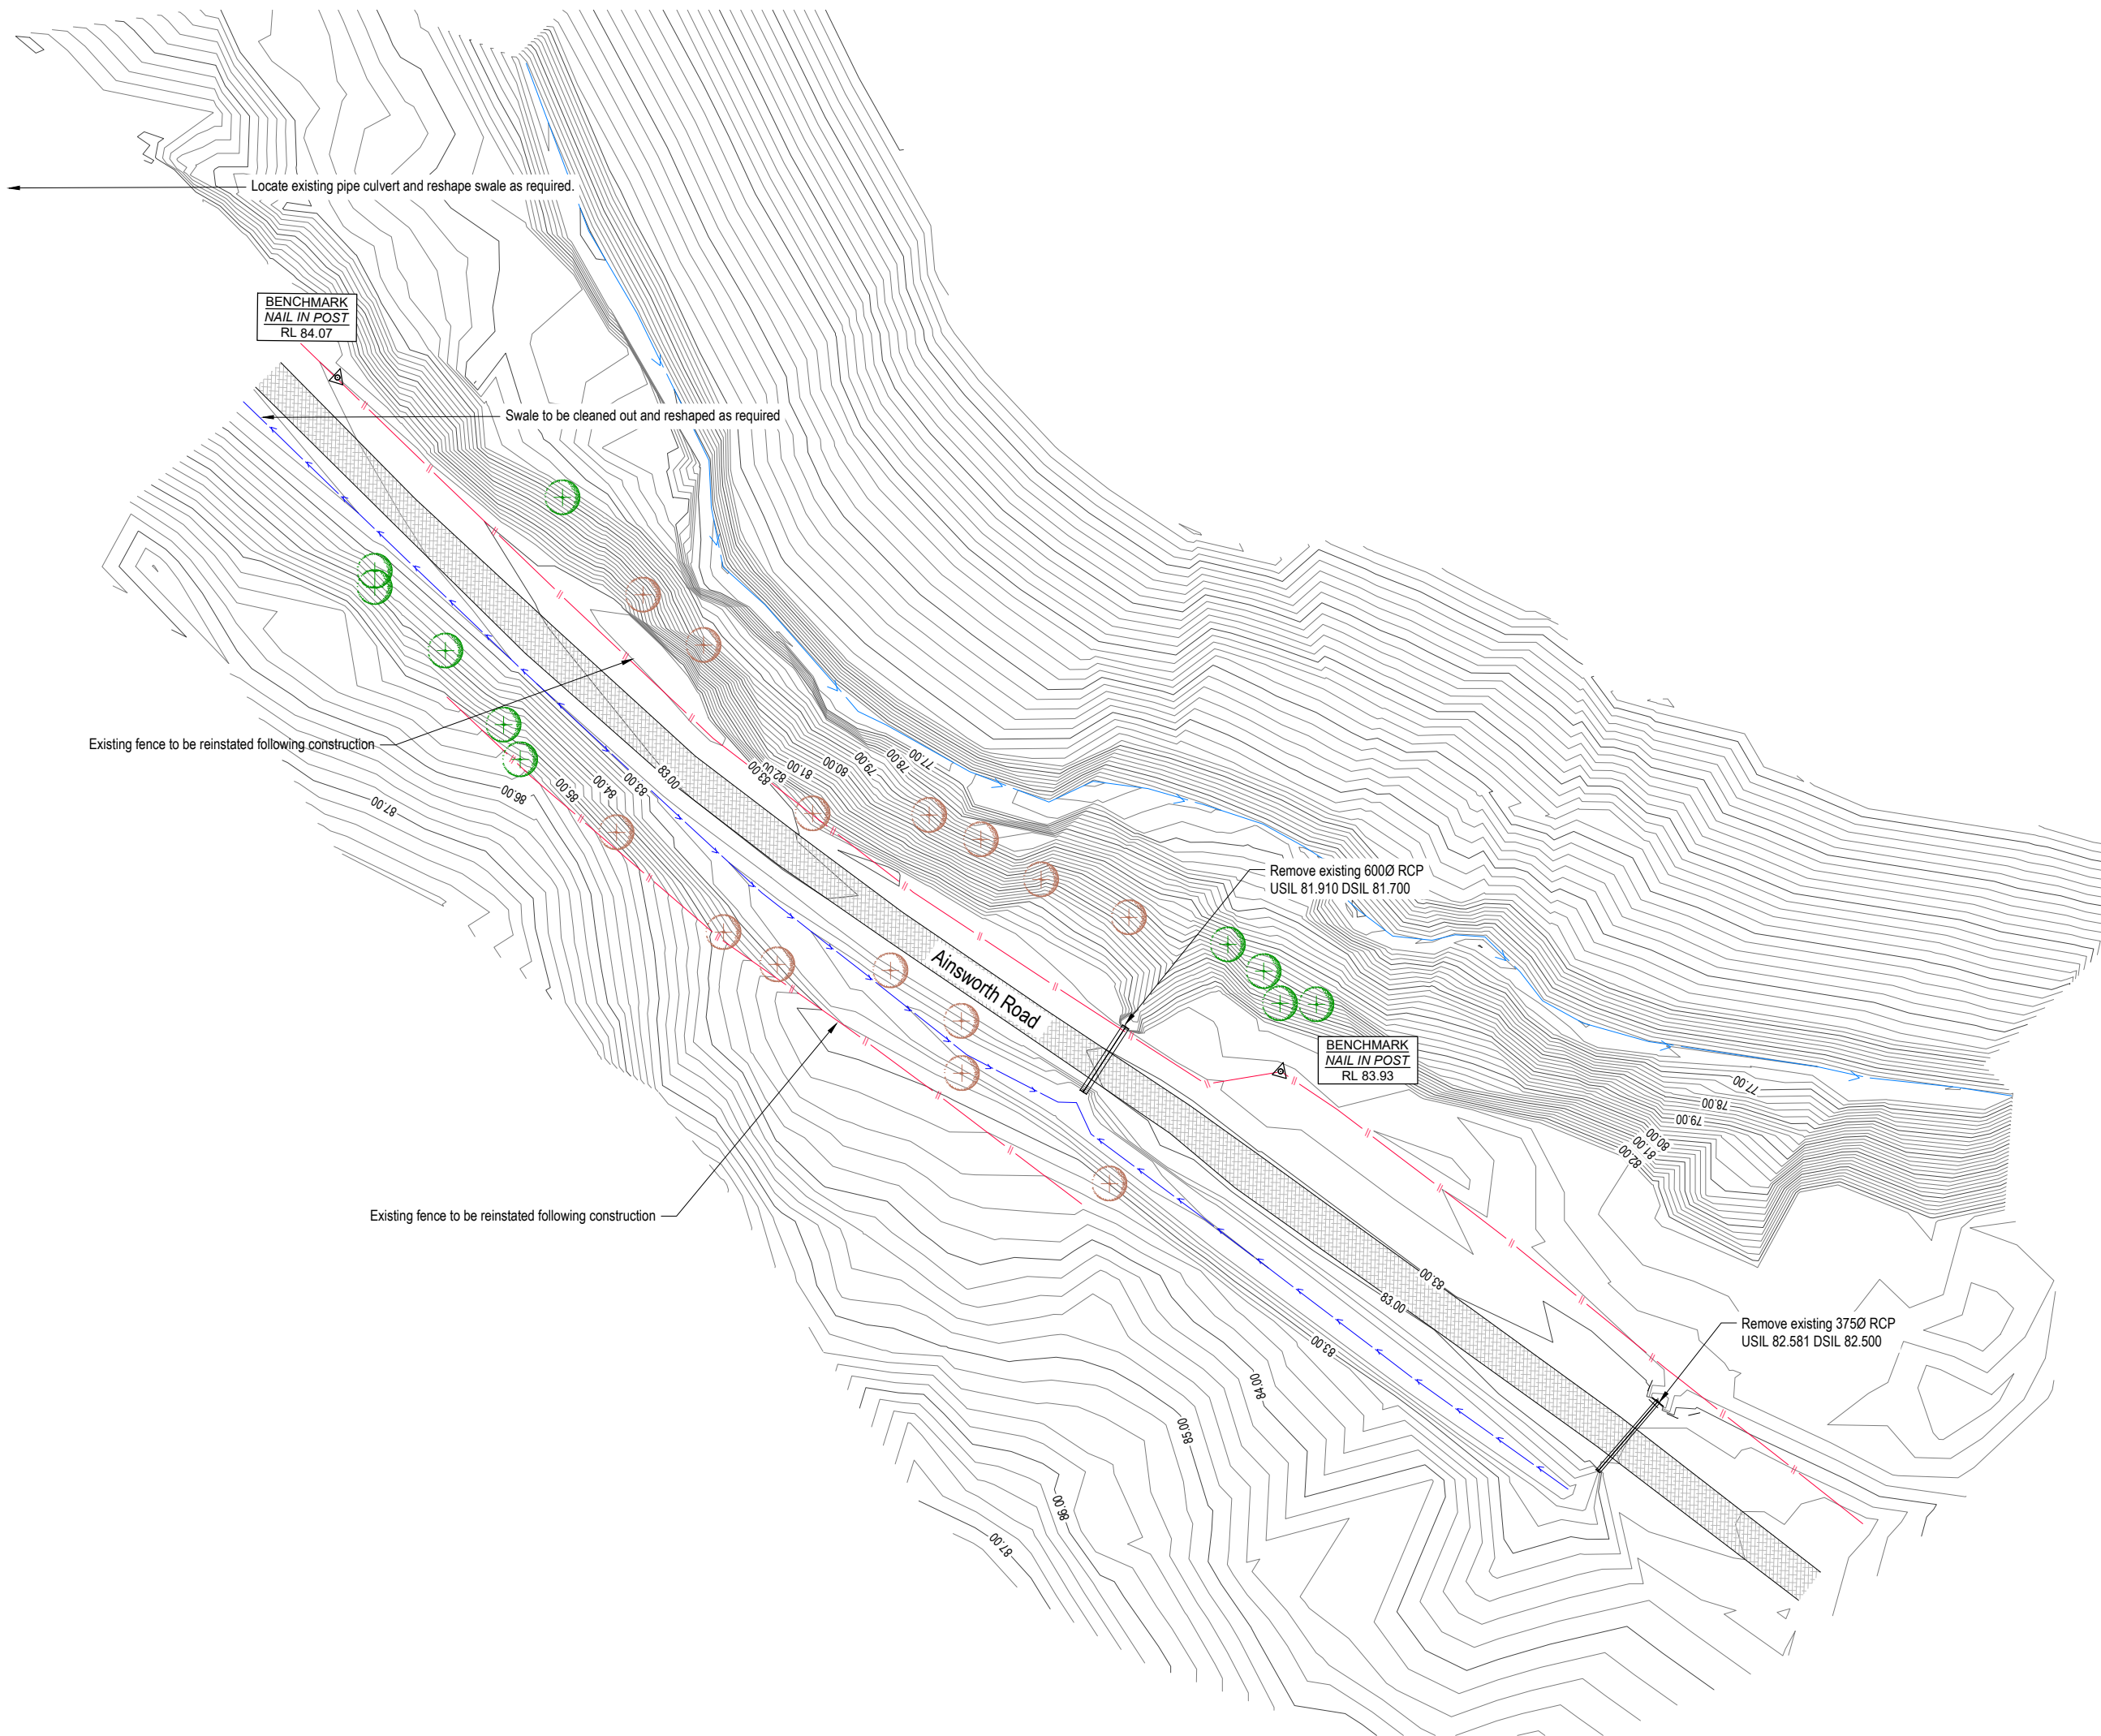 Locate existing pipe culvert and reshape swale as required.
BENCHMARK
NAIL IN POST
RL 84.07
Swale to be cleaned out and reshaped as required
Existing fence to be reinstated following construction
87.00
86.00
85.00
84.00
83.00
83.00
83.00
82.00
81.00
80.00
79.00
78.00
77.00
Remove existing 600Ø RCP
USIL 81.910 DSIL 81.700
Ainsworth Road
BENCHMARK
NAIL IN POST
RL 83.93
77.00
78.00
79.00
80.00
81.00
82.00
Existing fence to be reinstated following construction
83.00
83.00
83.00
Remove existing 375Ø RCP
USIL 82.581 DSIL 82.500
84.00
85.00
86.00
87.00